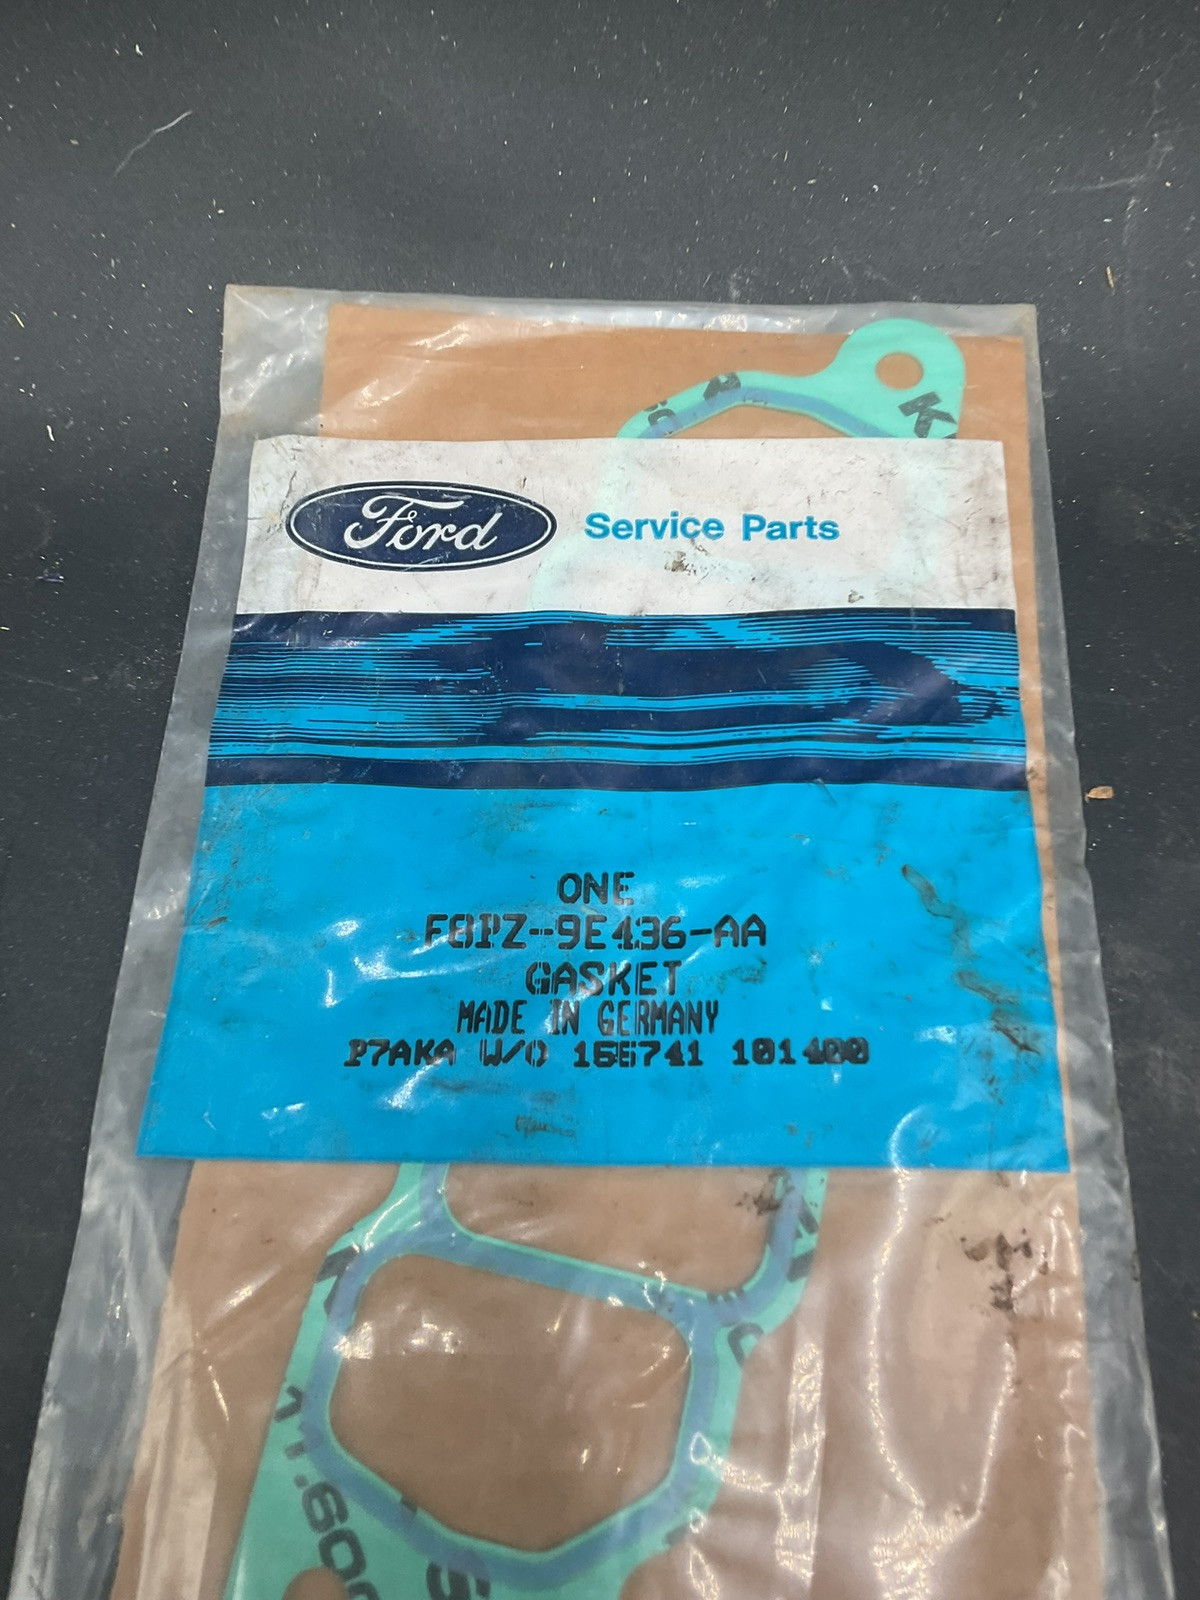 K
Ford
Service Parts
ONE
F8PZ-9E436-AA
GASKET
MADE IN GERMANY
P7AKA W/O 155741 101400